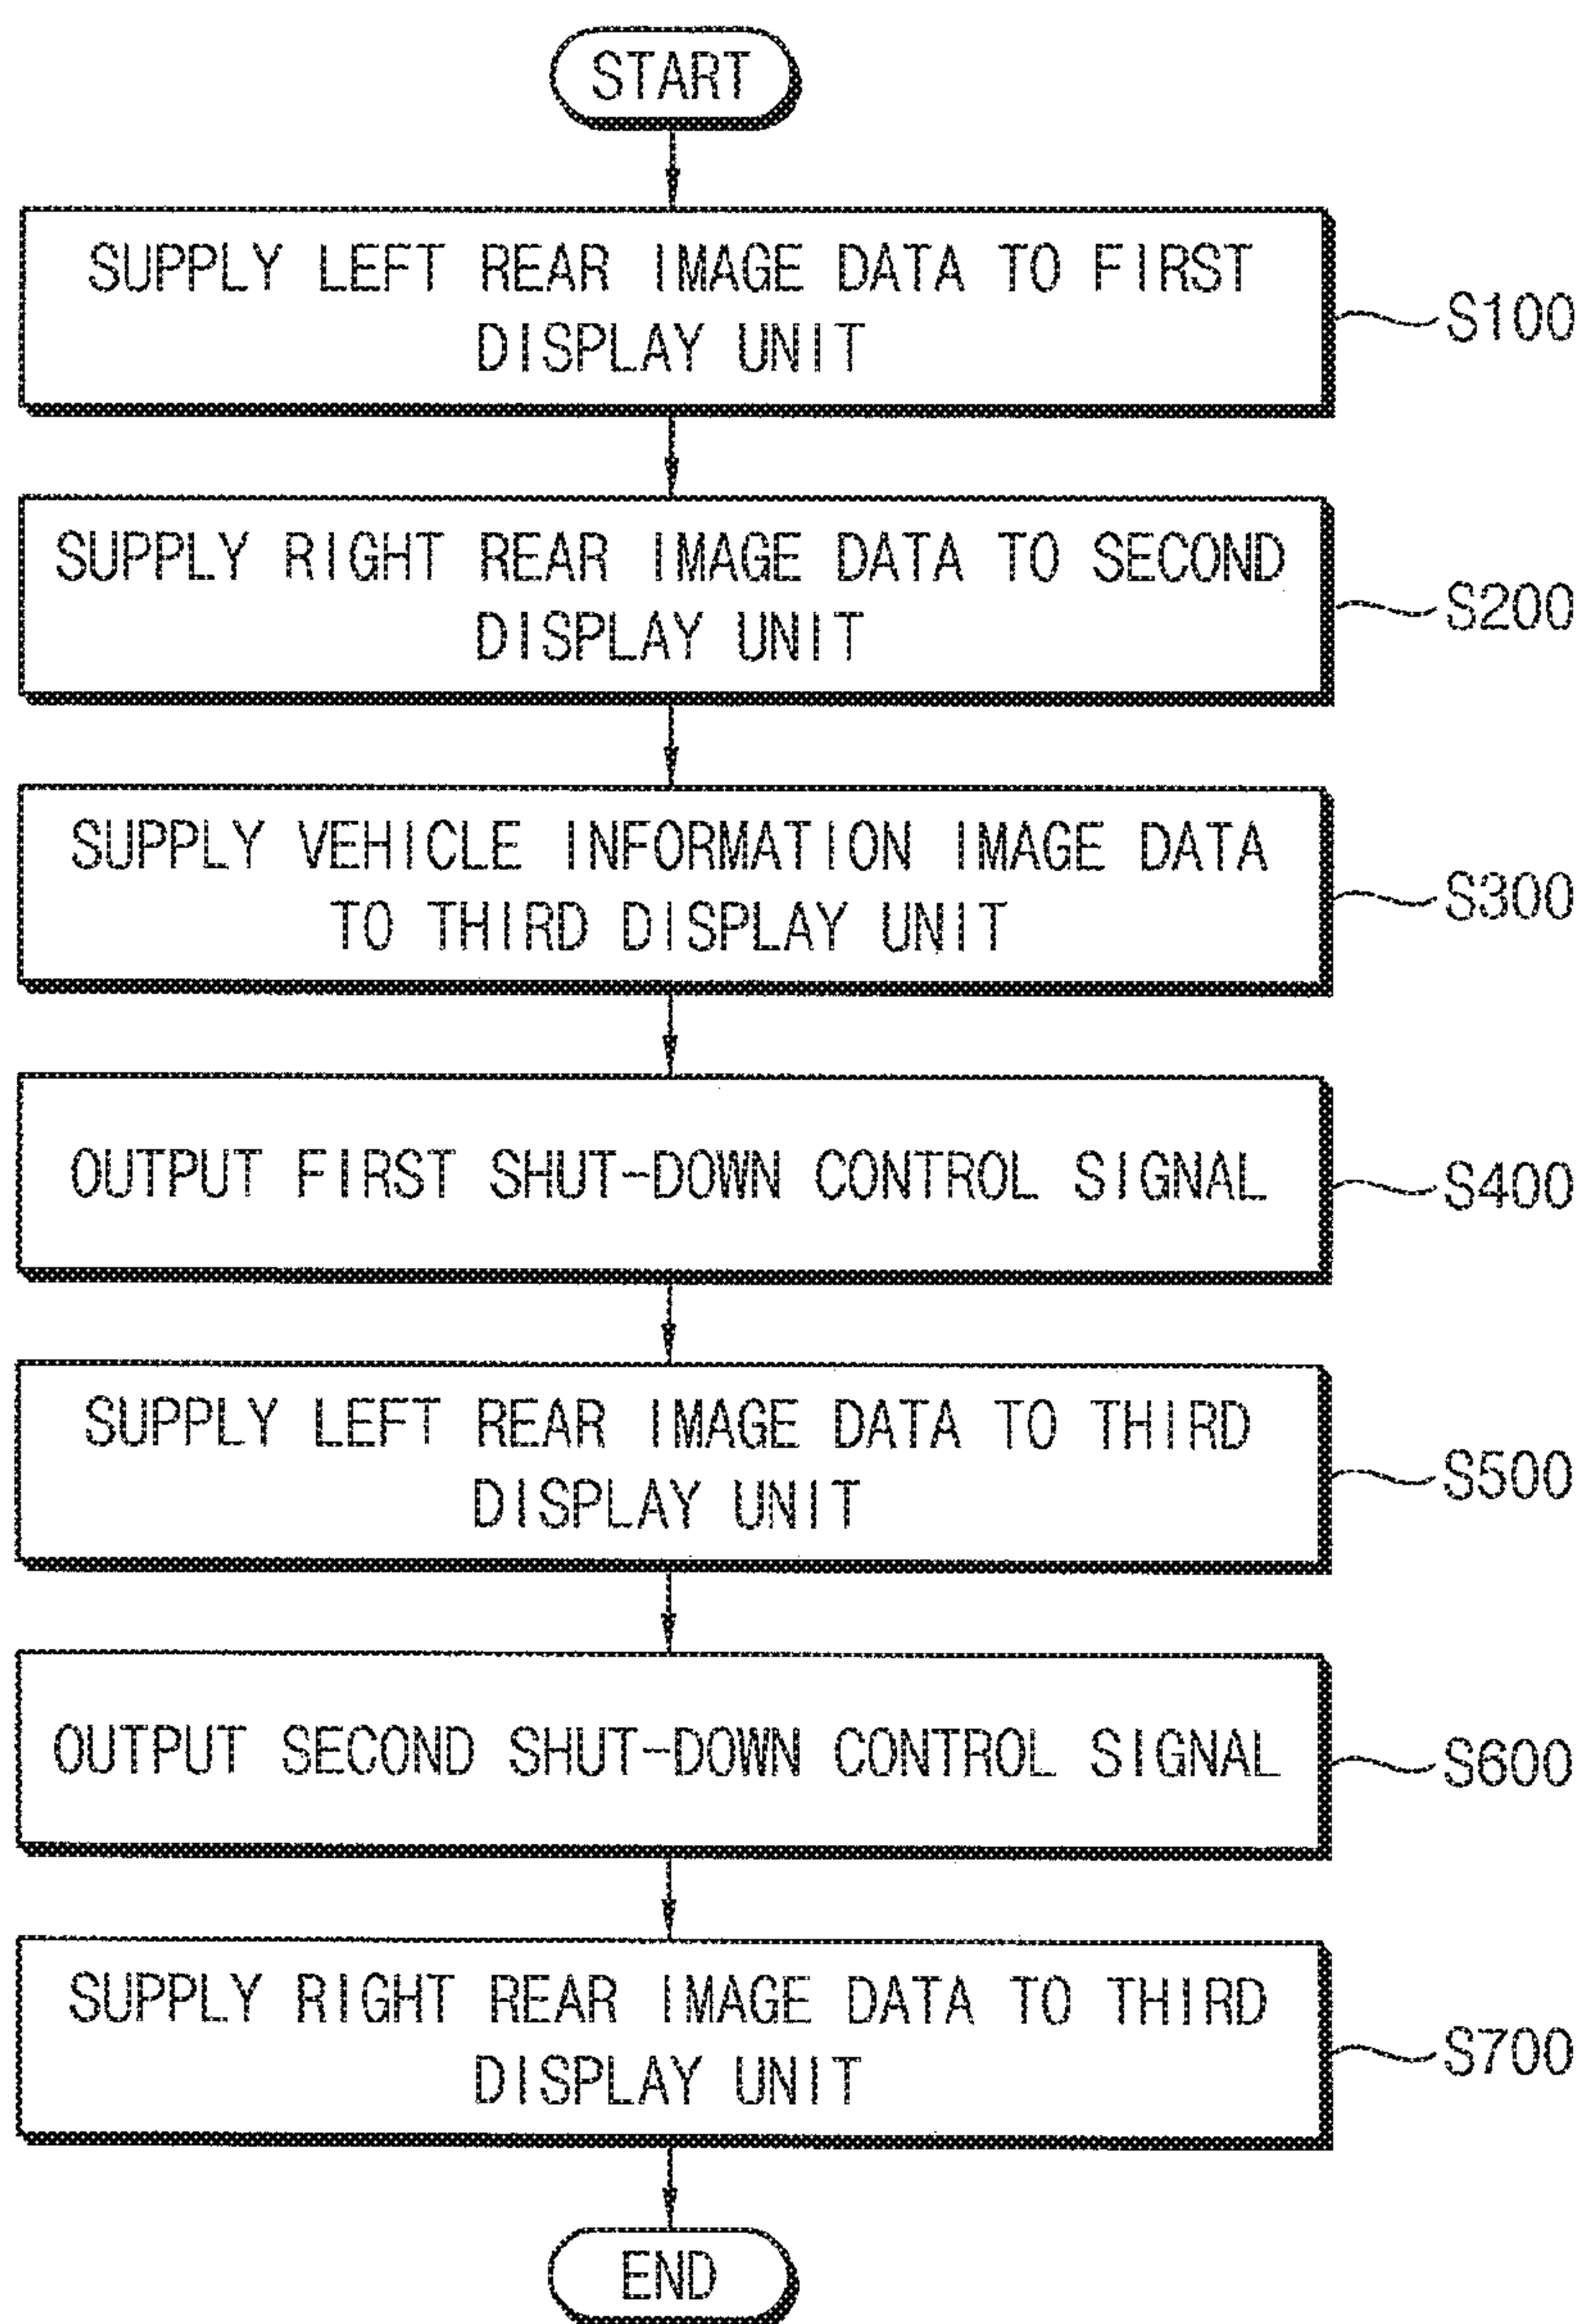 START
SUPPLY LEFT REAR IMAGE DATA TO FIRST
DISPLAY UNIT
S100
SUPPLY RIGHT REAR IMAGE DATA TO SECOND
DISPLAY UNIT
S200
SUPPLY VEHICLE INFORMATION IMAGE DATA
TO THIRD DISPLAY UNIT
S300
OUTPUT FIRST SHUT-DOWN CONTROL SIGNAL
S400
SUPPLY LEFT REAR IMAGE DATA TO THIRD
DISPLAY UNIT
S500
OUTPUT SECOND SHUT-DOWN CONTROL SIGNAL
S600
SUPPLY RIGHT REAR IMAGE DATA TO THIRD
DISPLAY UNIT
S700
END